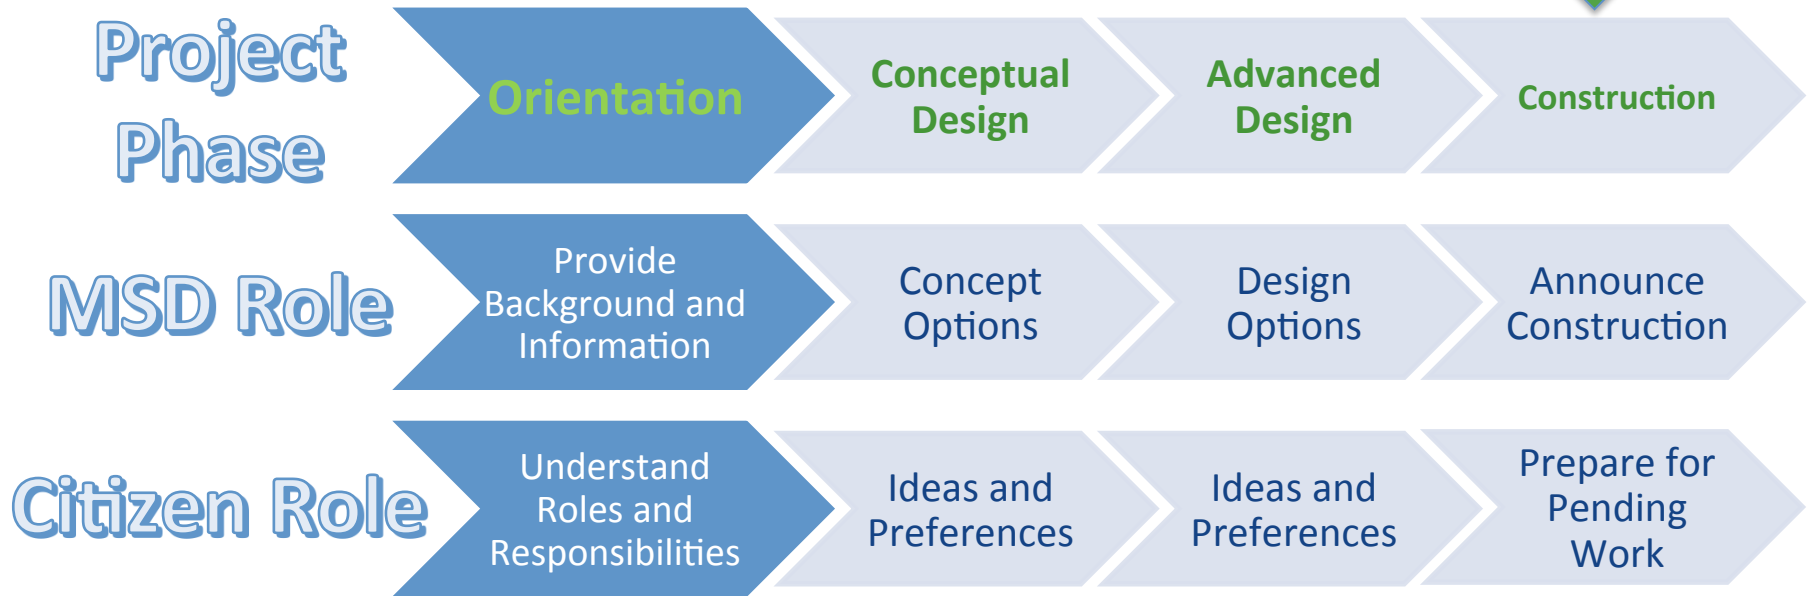 Project
Phase
Orientation
Conceptual
Design
Advanced
Design
Construction
MSD Role
Provide
Background and
Information
Concept
Options
Design
Options
Announce
Construction
Citizen Role
Understand
Roles and
Responsibilities
Ideas and
Preferences
Ideas and
Preferences
Prepare for
Pending
Work